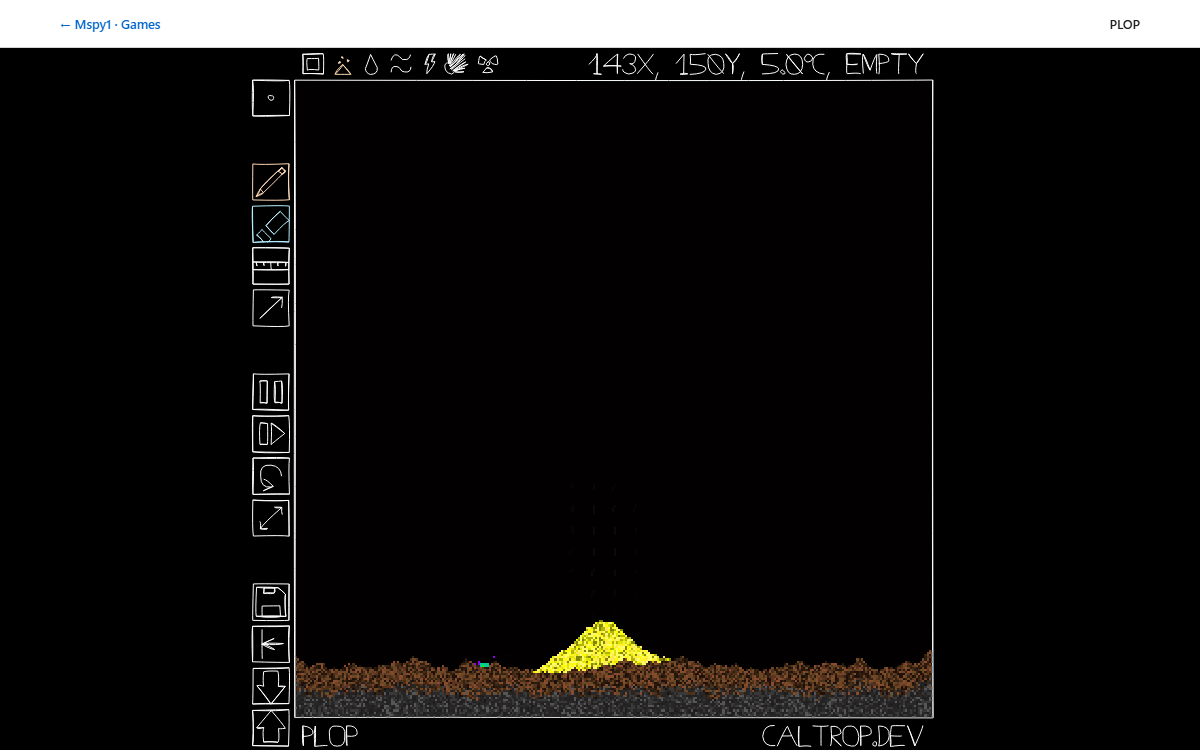 ← Mspy1 · Games
PLOP
143X, 150Y, 5.0°C, EMPTY
PLOP
CALTROP.DEV